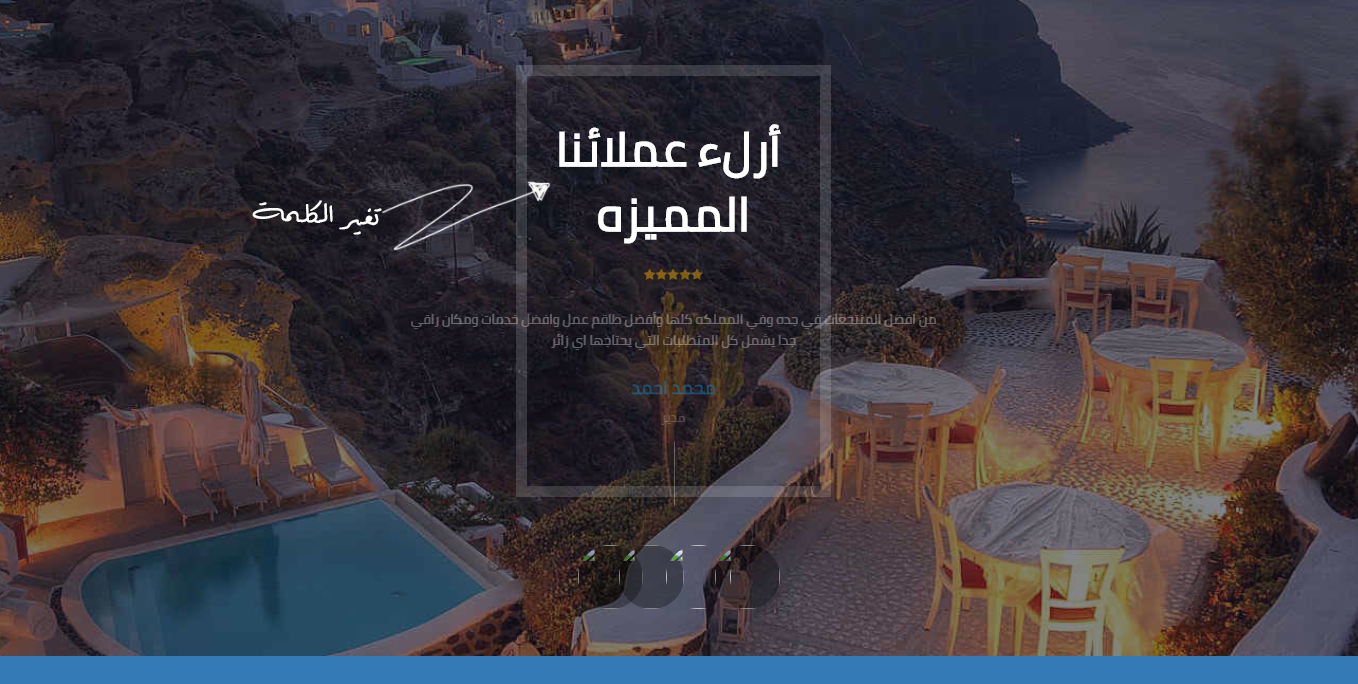 أرلء عملائنا
المميزه
تغير الكلمة
من افضل المنتجعات في جده وفي المملكه كلها وأفضل طاقم عمل وافضل خدمات ومكان راقي
جدا يشمل كل المتطلبات التي يحتاجها اي زائر
محمد احمد
مدير